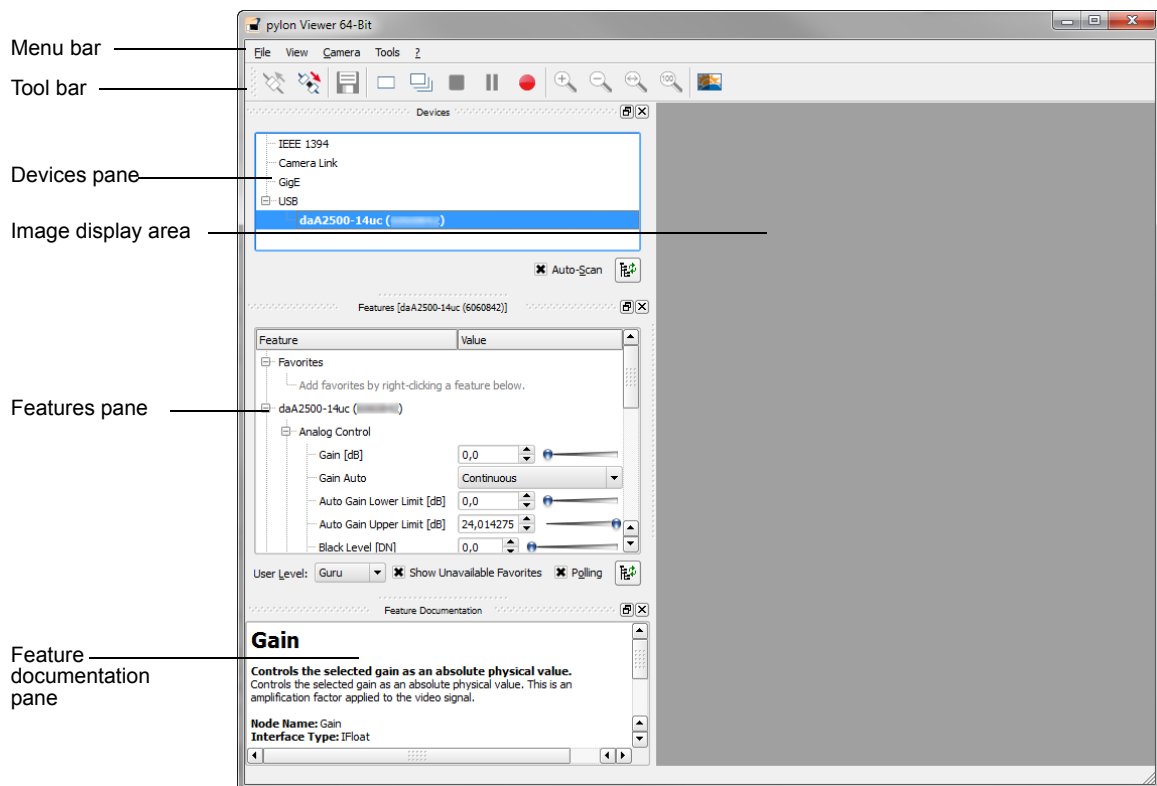 pylon Viewer 64-Bit
Menu bar
File View Camera Tools ?
Tool bar
100
Devices
IEEE 1394
Camera Link
Devices pane
GigE
USB
daA2500-14uc ( )
Image display area
Auto-Scan
Features [daA2500-14uc (6060842)]
Feature Value
Favorites
Add favorites by right-clicking a feature below.
Features pane
daA2500-14uc ( )
Analog Control
Gain [dB] 0,0
Gain Auto Continuous
Auto Gain Lower Limit [dB] 0,0
Auto Gain Upper Limit [dB] 24,014275
Black Level [DN] 0,0
User Level: Guru Show Unavailable Favorites Polling
Feature Documentation
Gain
Feature
documentation
pane
Controls the selected gain as an absolute physical value.
Controls the selected gain as an absolute physical value. This is an
amplification factor applied to the video signal.
Node Name: Gain
Interface Type: IFloat